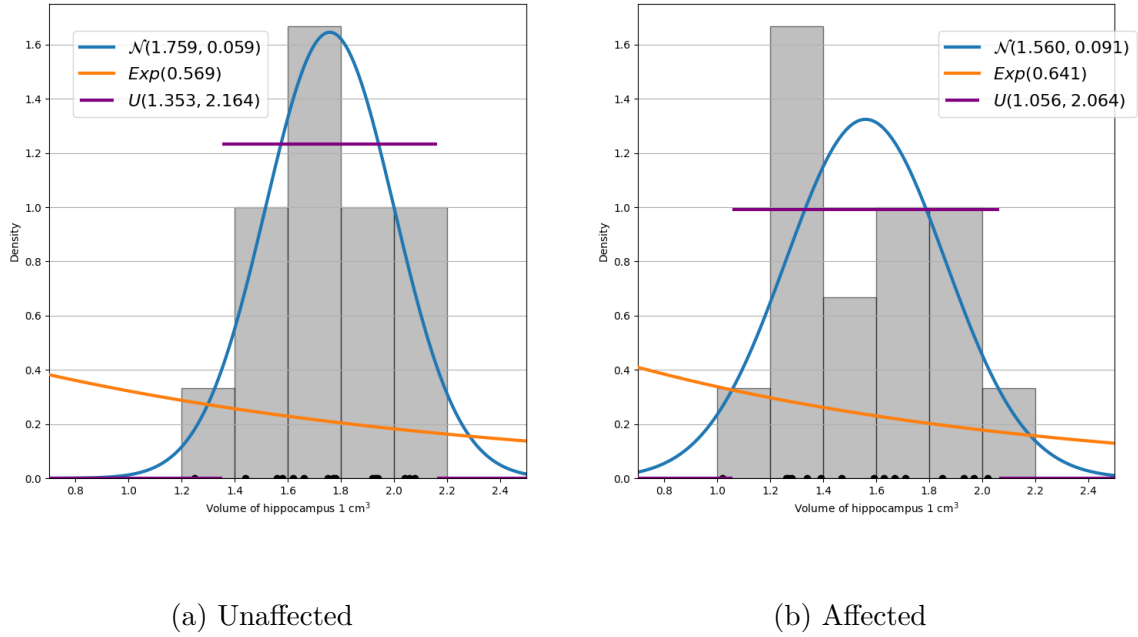 1.6
1.4
1.2
1.0
0.8
0.6
0.4
0.2
0.0
Density
𝒩(1.759, 0.059)
Exp(0.569)
U(1.353, 2.164)
0.8 1.0 1.2 1.4 1.6 1.8 2.0 2.2 2.4
Volume of hippocampus 1 cm³
(a) Unaffected
1.6
1.4
1.2
1.0
0.8
0.6
0.4
0.2
0.0
Density
𝒩(1.560, 0.091)
Exp(0.641)
U(1.056, 2.064)
0.8 1.0 1.2 1.4 1.6 1.8 2.0 2.2 2.4
Volume of hippocampus 1 cm³
(b) Affected